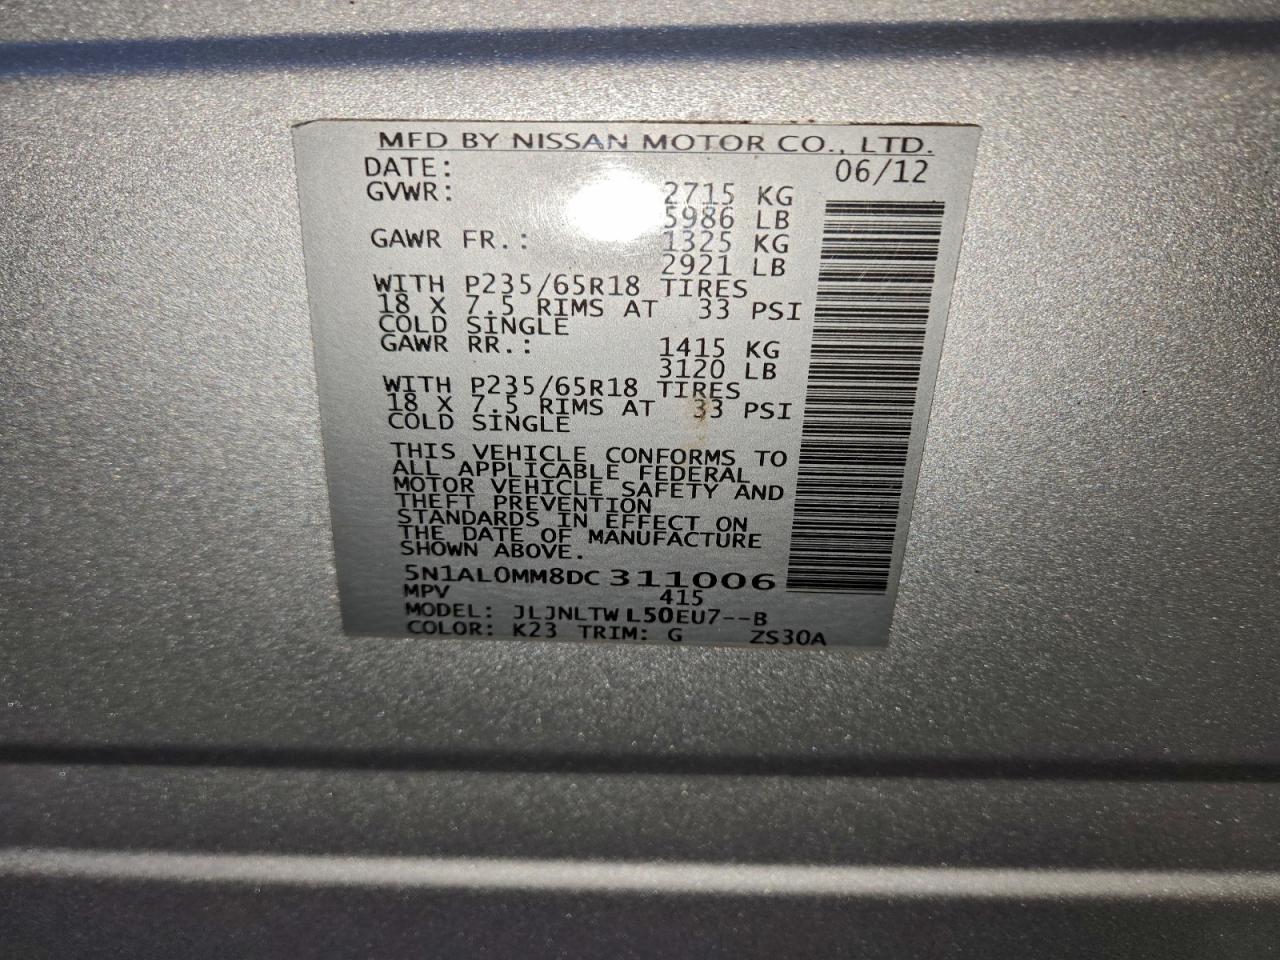 MFD BY NISSAN MOTOR CO., LTD.
DATE: 06/12
GVWR: 2715 KG
5986 LB
GAWR FR.: 1325 KG
2921 LB
WITH P235/65R18 TIRES
18 X 7.5 RIMS AT 33 PSI
COLD SINGLE
GAWR RR.: 1415 KG
3120 LB
WITH P235/65R18 TIRES
18 X 7.5 RIMS AT 33 PSI
COLD SINGLE
THIS VEHICLE CONFORMS TO
ALL APPLICABLE FEDERAL
MOTOR VEHICLE SAFETY AND
THEFT PREVENTION
STANDARDS IN EFFECT ON
THE DATE OF MANUFACTURE
SHOWN ABOVE.
5N1AL0MM8DC 311006
MPV 415
MODEL: JLJNLTW L50EU7--B
COLOR: K23 TRIM: G ZS30A